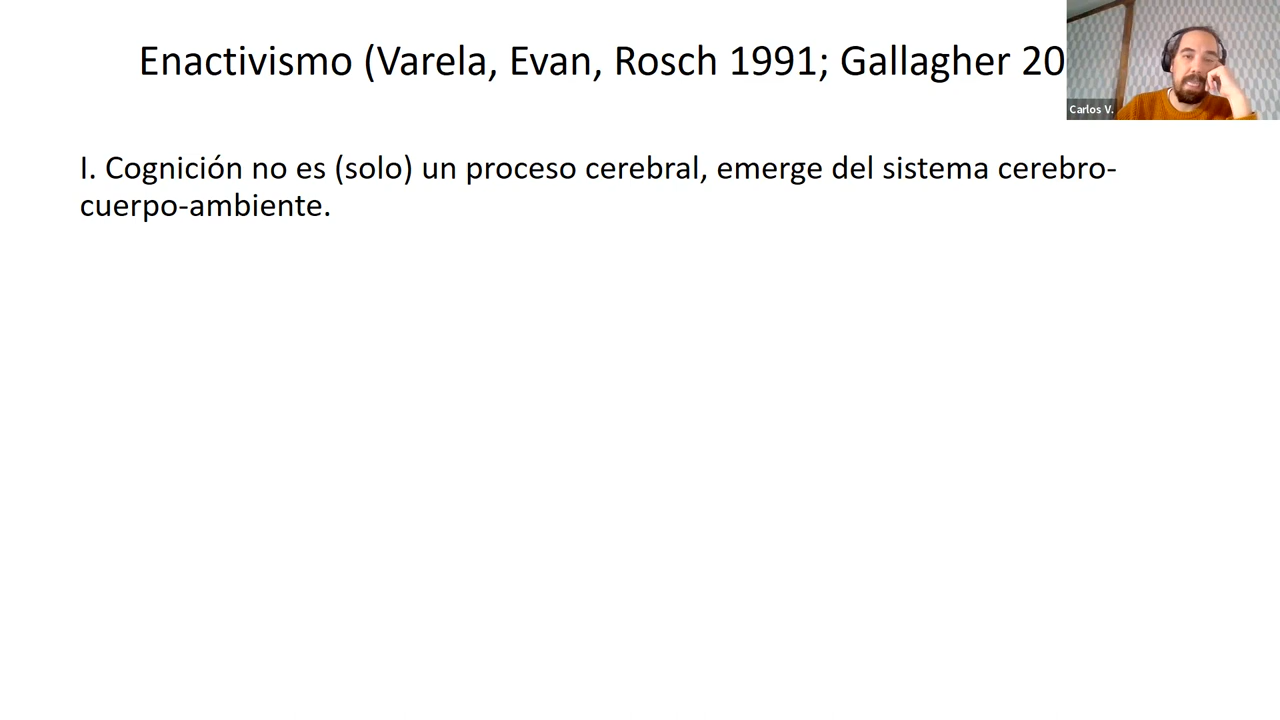 Enactivismo (Varela, Evan, Rosch 1991; Gallagher 20
Carlos V.
I. Cognición no es (solo) un proceso cerebral, emerge del sistema cerebro-
cuerpo-ambiente.